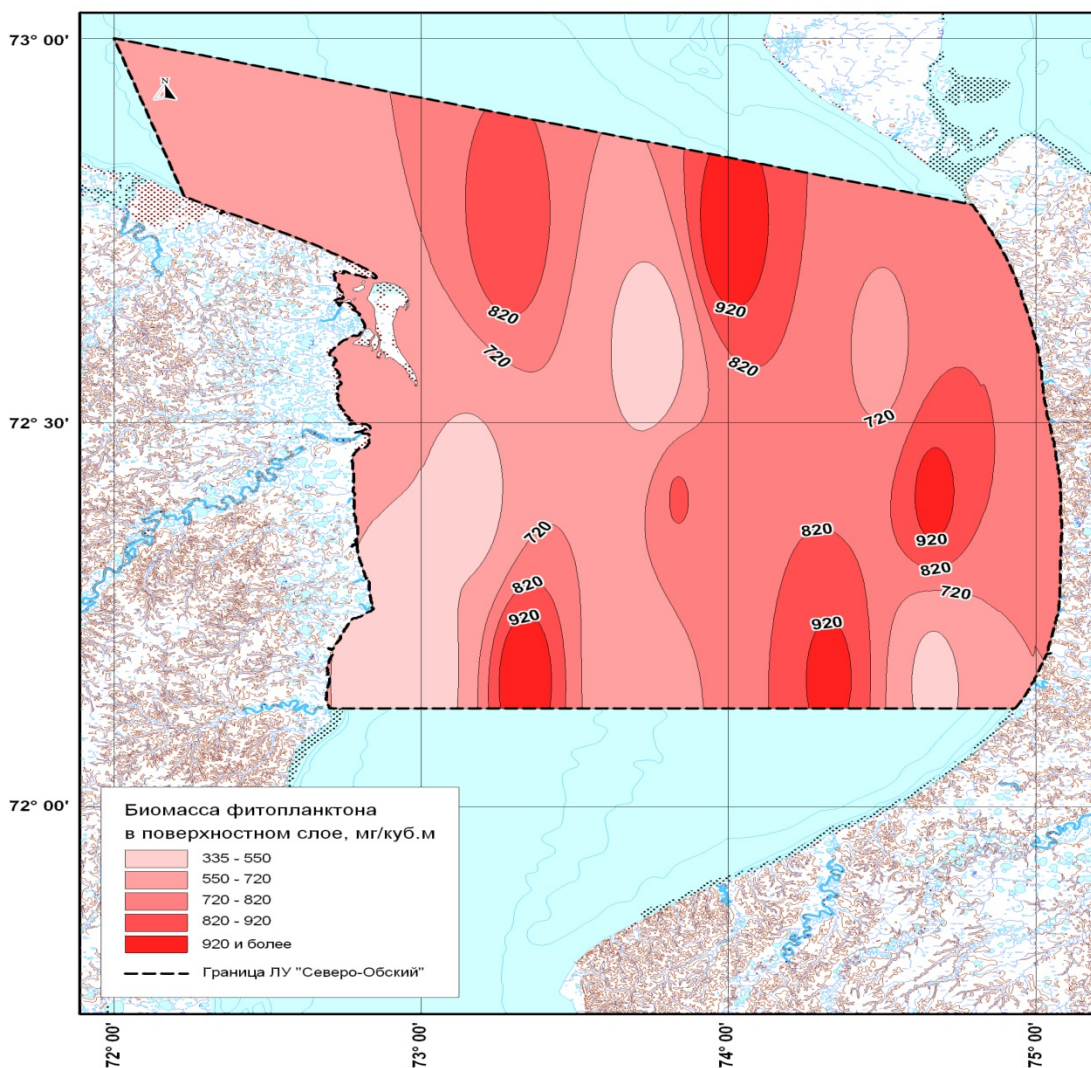 73° 00'
N
820
720
920
820
72° 30'
720
720
820
820
920
920
820
720
920
72° 00'
Биомасса фитопланктона
в поверхностном слое, мг/куб.м
335 - 550
550 - 720
720 - 820
820 - 920
920 и более
Граница ЛУ "Северо-Обский"
72° 00'
73° 00'
74° 00'
75° 00'